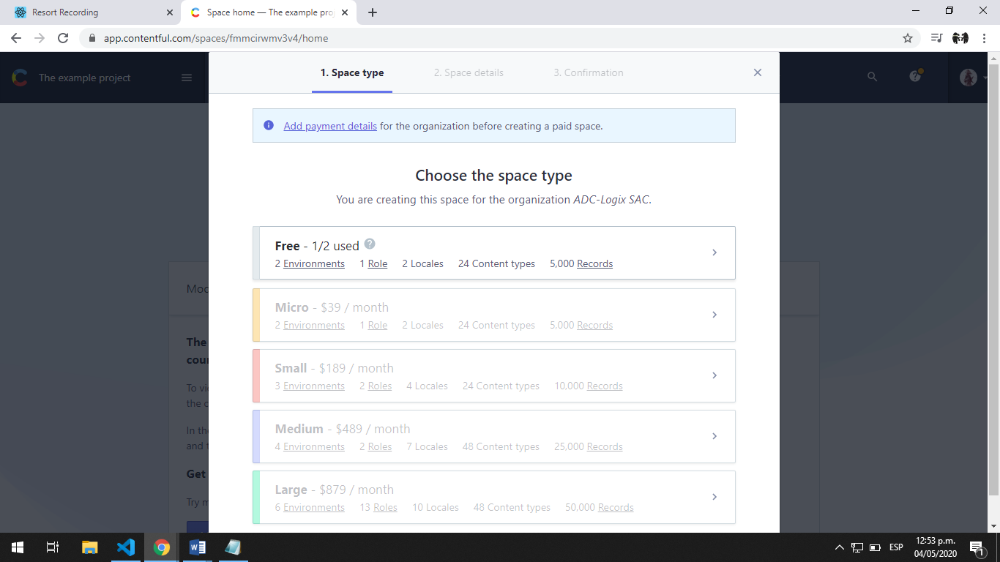 Resort Recording
Space home — The example proj
app.contentful.com/spaces/fmmcirwmv3v4/home
The example project
1. Space type
2. Space details
3. Confirmation
Add payment details for the organization before creating a paid space.
Choose the space type
You are creating this space for the organization ADC-Logix SAC.
Free - 1/2 used ?
2 Environments 1 Role 2 Locales 24 Content types 5,000 Records
Micro - $39 / month
2 Environments 1 Role 2 Locales 24 Content types 5,000 Records
Small - $189 / month
3 Environments 2 Roles 4 Locales 24 Content types 10,000 Records
Medium - $489 / month
4 Environments 2 Roles 7 Locales 48 Content types 25,000 Records
Large - $879 / month
6 Environments 13 Roles 10 Locales 48 Content types 50,000 Records
The
To
the
In
and
Get
Try
ESP
12:53 p.m.
04/05/2020
1